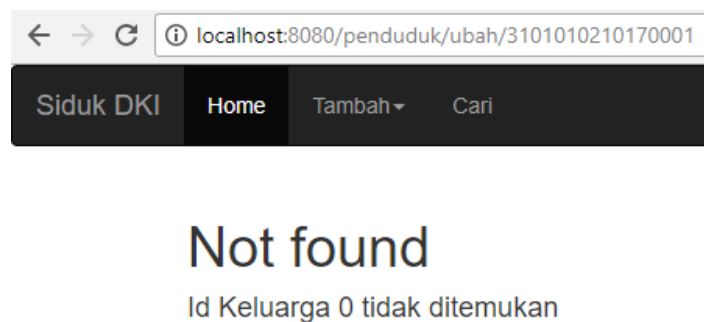 localhost:8080/penduduk/ubah/3101010210170001
Siduk DKI Home Tambah Cari
Not found
Id Keluarga 0 tidak ditemukan